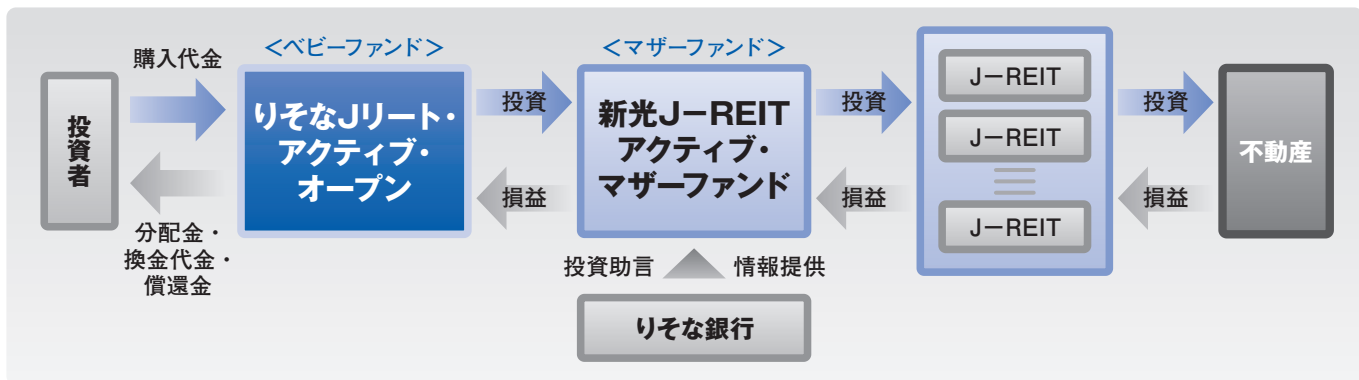 投資者
購入代金
分配金・
換金代金・
償還金
＜ベビーファンド＞
りそなJリート・
アクティブ・
オープン
投資
損益
＜マザーファンド＞
新光J－REIT
アクティブ・
マザーファンド
投資助言
情報提供
りそな銀行
投資
損益
J－REIT
J－REIT
J－REIT
投資
損益
不動産